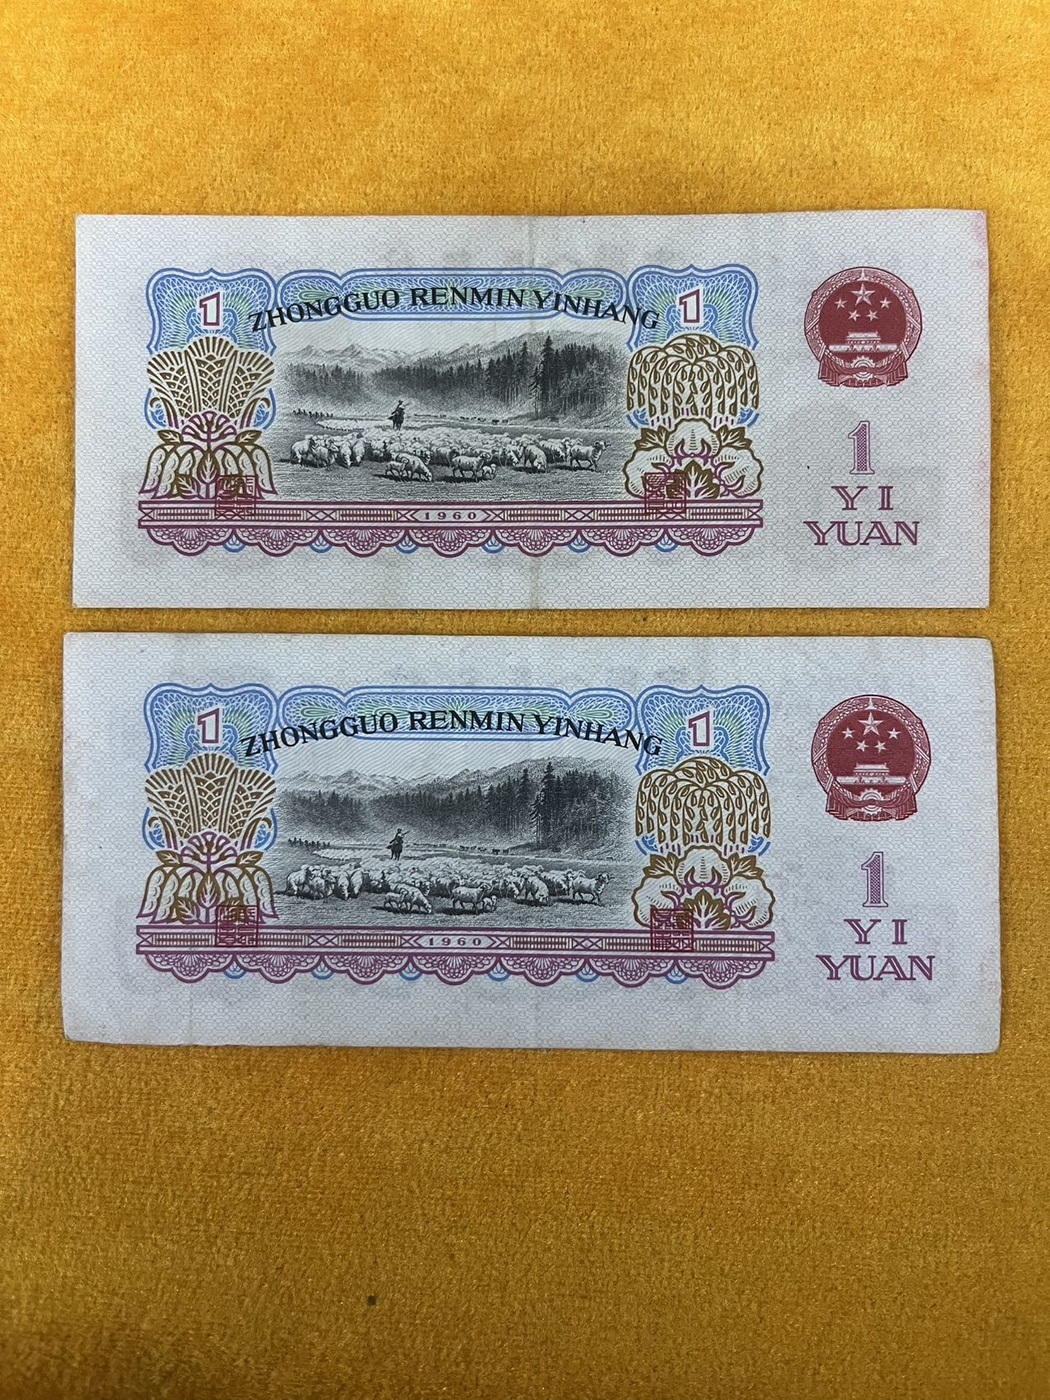 1 ZHONGGUO RENMIN YINHANG 1
1960
1
YI
YUAN
1 ZHONGGUO RENMIN YINHANG 1
1960
1
YI
YUAN